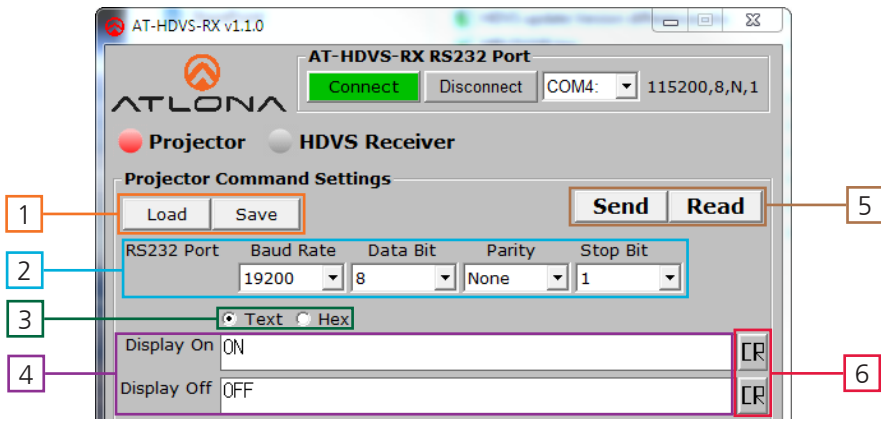 AT-HDVS-RX v1.1.0
AT-HDVS-RX RS232 Port
ATLONA
Connect Disconnect COM4: 115200,8,N,1
Projector HDVS Receiver
Projector Command Settings
1 Load Save Send Read 5
RS232 Port Baud Rate Data Bit Parity Stop Bit
2 19200 8 None 1
3 Text Hex
Display On ON CR
4 6
Display Off OFF CR